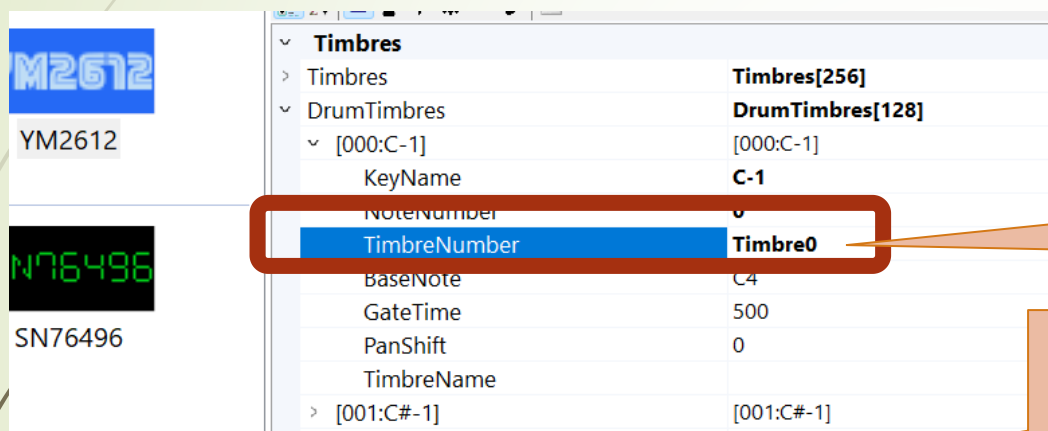 YM2612
YM2612
SN76496
SN76496
Timbres
Timbres Timbres[256]
DrumTimbres DrumTimbres[128]
[000:C-1] [000:C-1]
KeyName C-1
NoteNumber 0
TimbreNumber Timbre0
BaseNote C4
GateTime 500
PanShift 0
TimbreName
[001:C#-1] [001:C#-1]